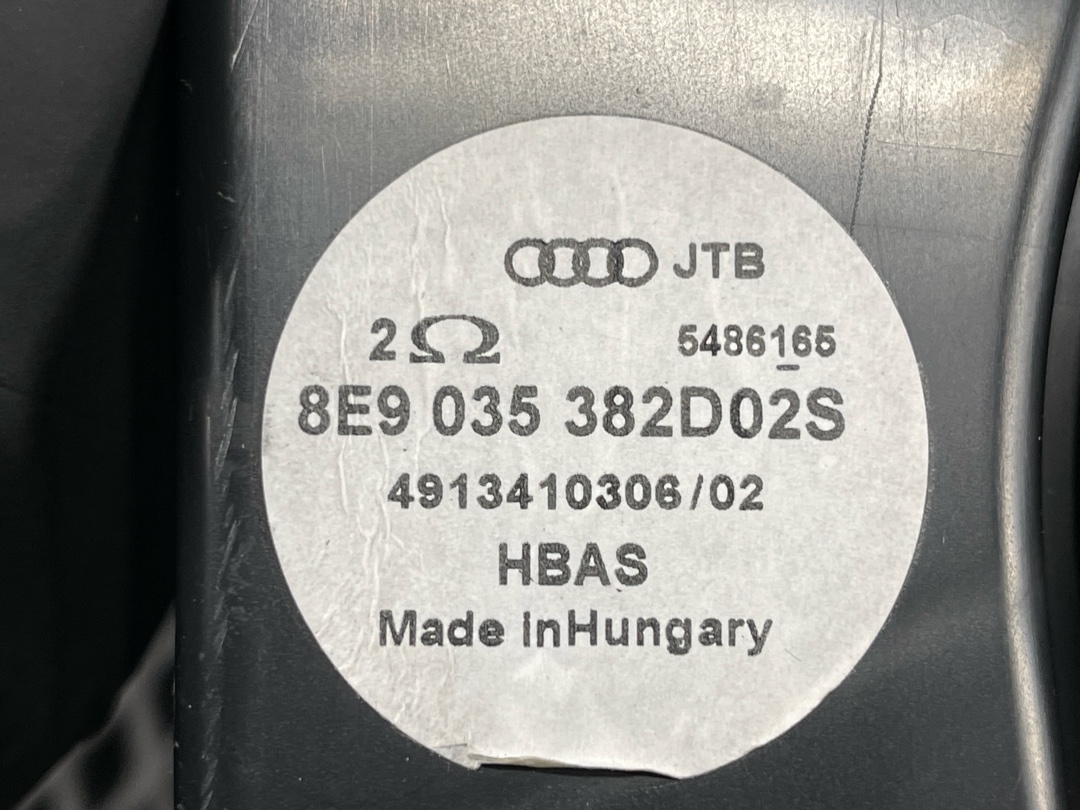 JTB
2Ω 5486165
8E9 035 382D02S
4913410306/02
HBAS
Made inHungary